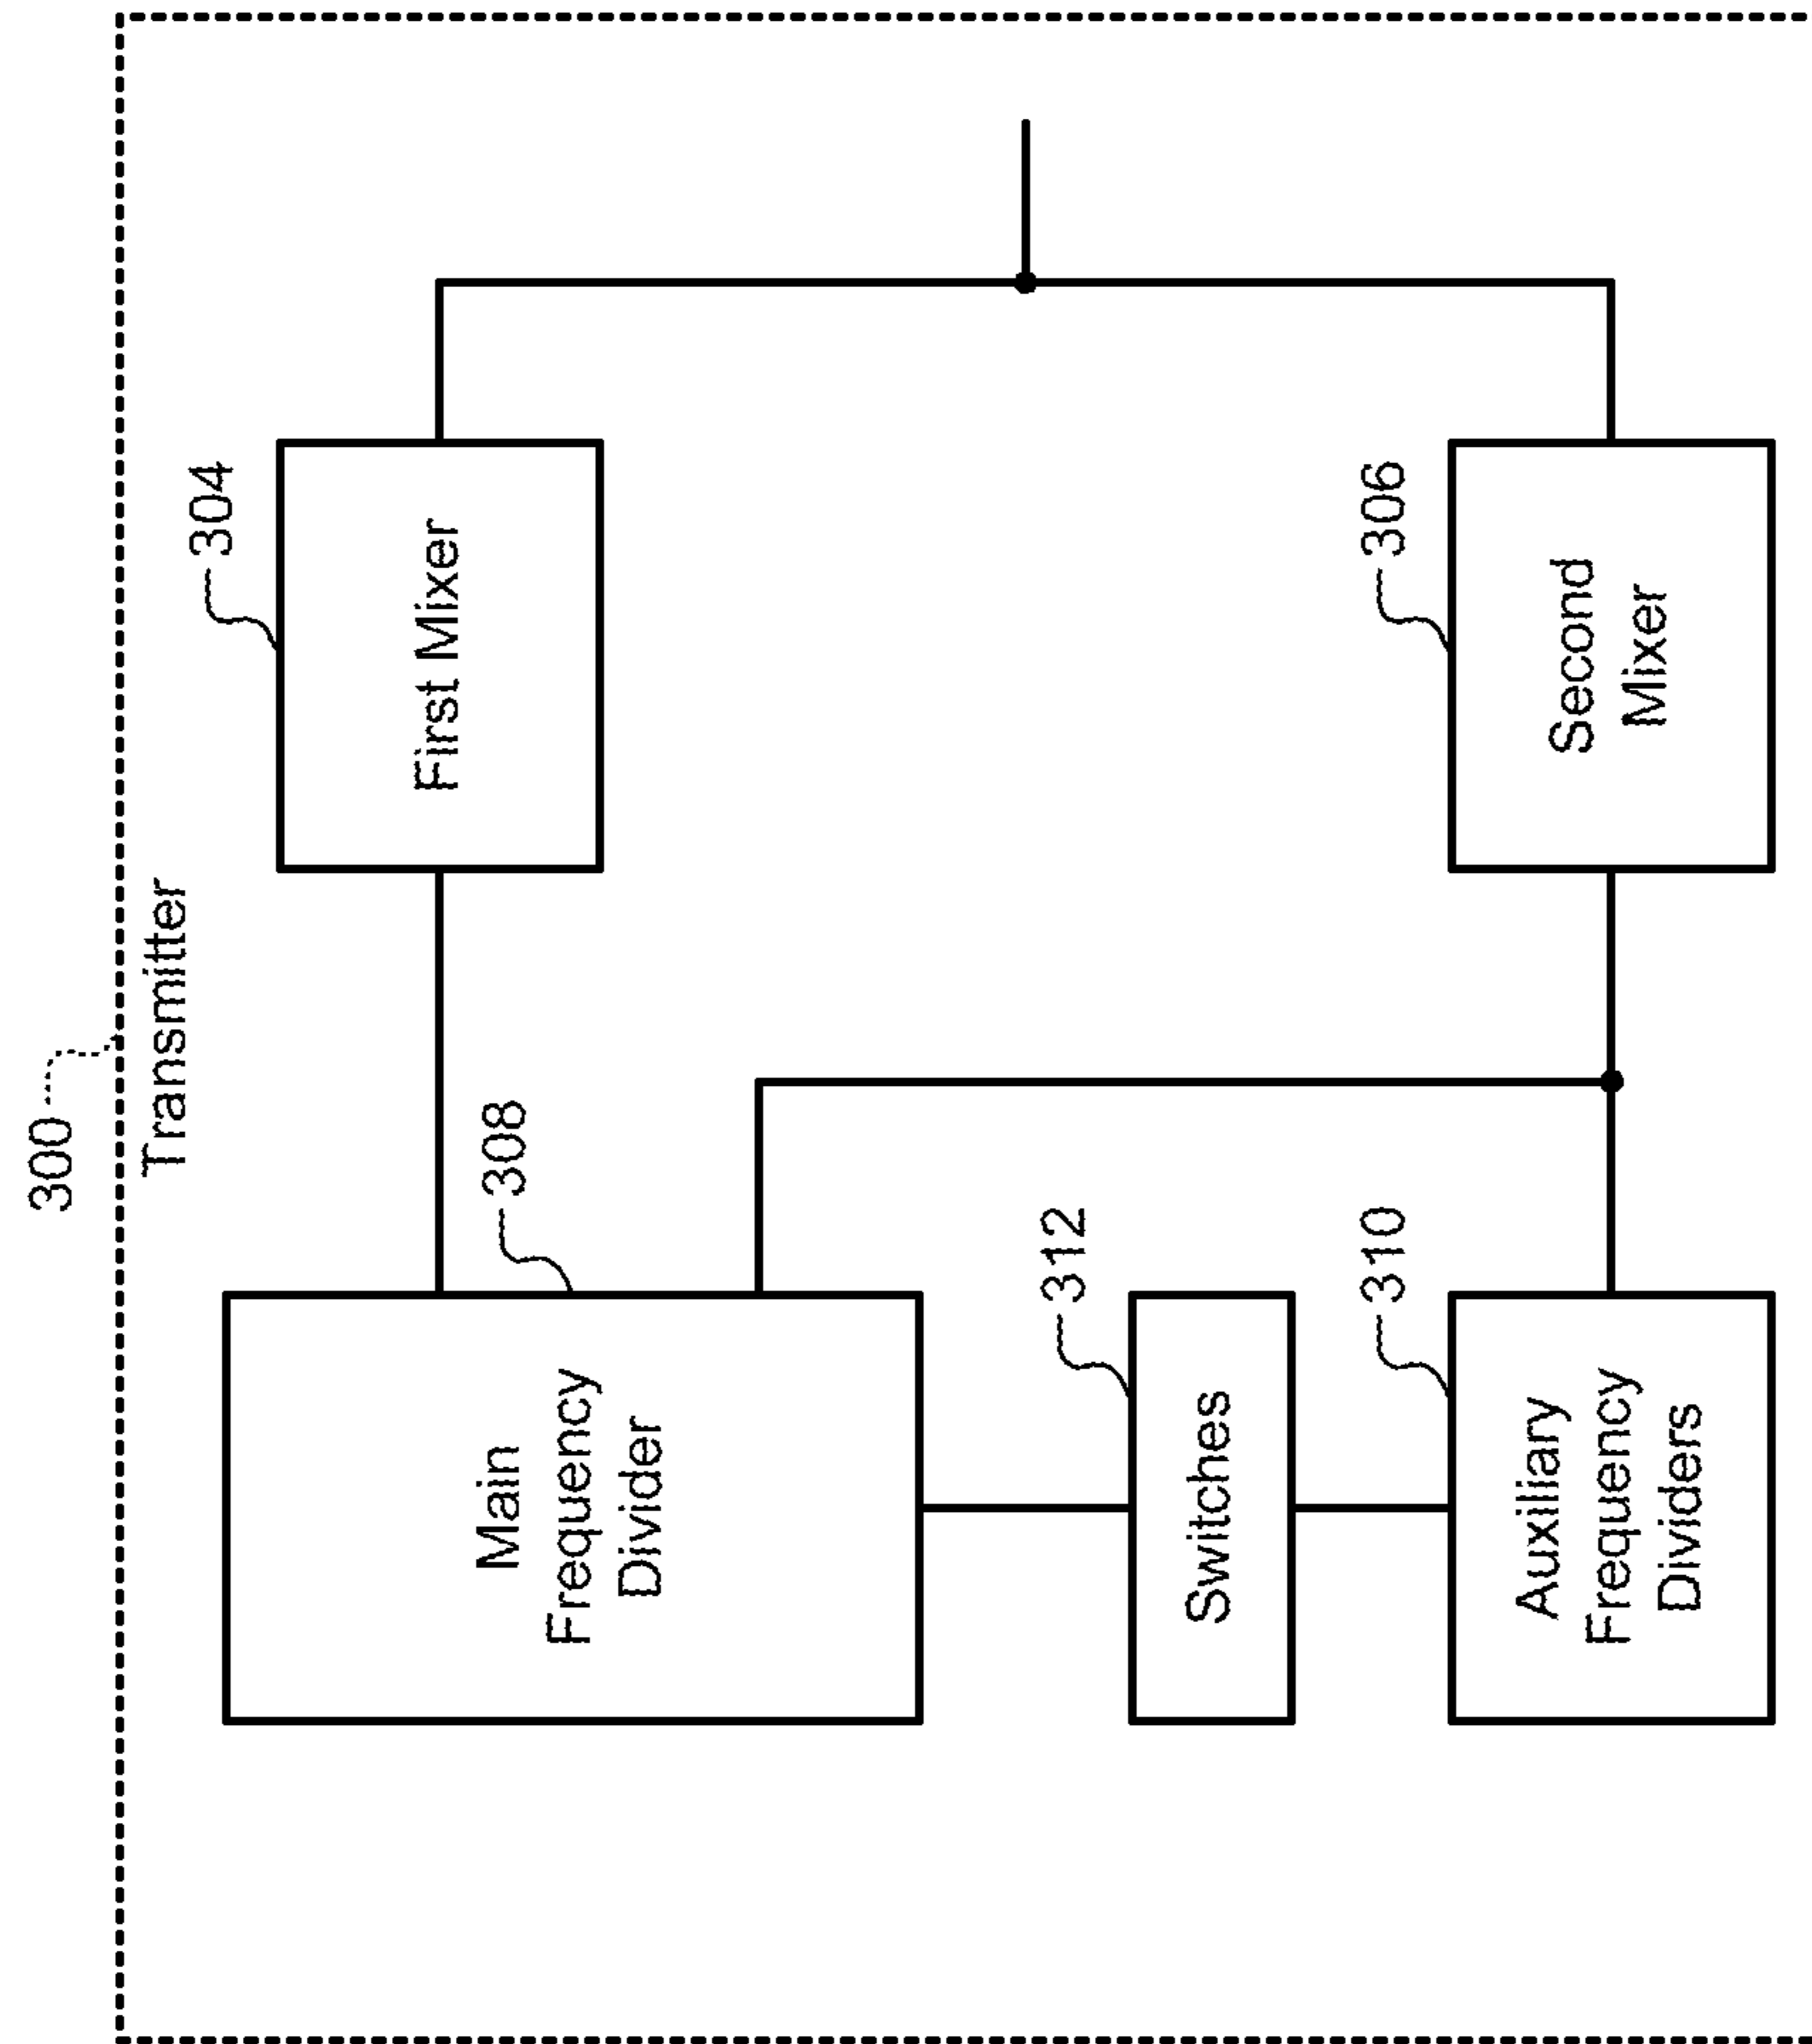 300
Transmitter
308
Main
Frequency
Divider
304
First Mixer
312
Switches
310
Auxiliary
Frequency
Dividers
306
Second
Mixer